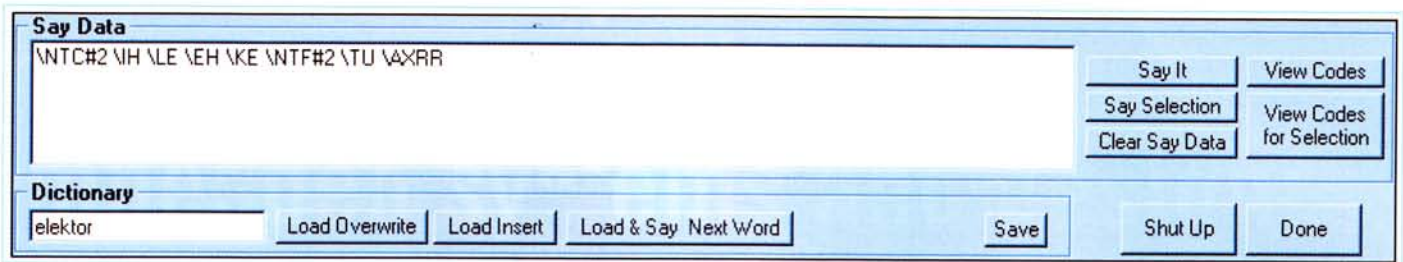 Say Data
\NTC#2 \IH \LE \EH \KE \NTF#2 \TU \AXRR
Say It
View Codes
Say Selection
View Codes
for Selection
Clear Say Data
Dictionary
elektor
Load Overwrite
Load Insert
Load & Say Next Word
Save
Shut Up
Done